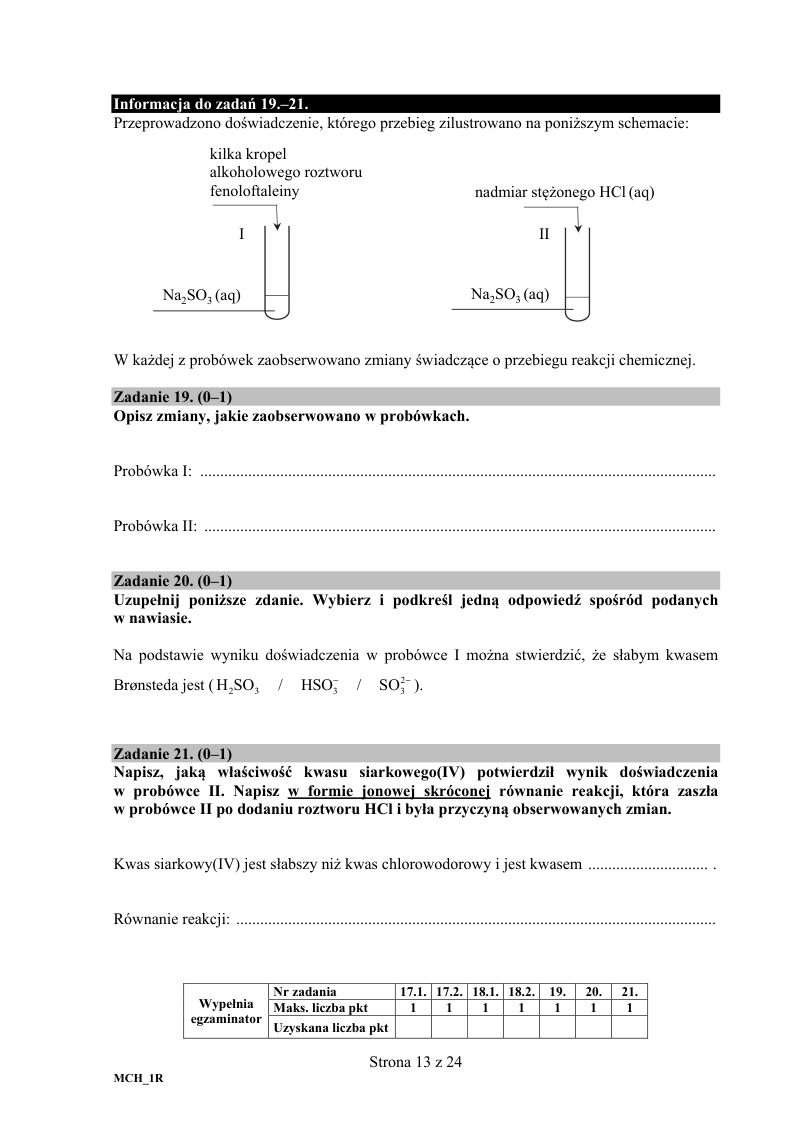 Informacja do zadań 19.–21.
Przeprowadzono doświadczenie, którego przebieg zilustrowano na poniższym schemacie:
kilka kropel
alkoholowego roztworu
fenoloftaleiny
nadmiar stężonego HCl (aq)
I
II
Na₂SO₃ (aq)
Na₂SO₃ (aq)
W każdej z probówek zaobserwowano zmiany świadczące o przebiegu reakcji chemicznej.
Zadanie 19. (0–1)
Opisz zmiany, jakie zaobserwowano w probówkach.
Probówka I: ................................................................................................................................
Probówka II: ...............................................................................................................................
Zadanie 20. (0–1)
Uzupełnij poniższe zdanie. Wybierz i podkreśl jedną odpowiedź spośród podanych
w nawiasie.
Na podstawie wyniku doświadczenia w probówce I można stwierdzić, że słabym kwasem
Brønsteda jest ( H₂SO₃ / HSO₃⁻ / SO₃²⁻ ).
Zadanie 21. (0–1)
Napisz, jaką właściwość kwasu siarkowego(IV) potwierdził wynik doświadczenia
w probówce II. Napisz w formie jonowej skróconej równanie reakcji, która zaszła
w probówce II po dodaniu roztworu HCl i była przyczyną obserwowanych zmian.
Kwas siarkowy(IV) jest słabszy niż kwas chlorowodorowy i jest kwasem .............................. .
Równanie reakcji: .......................................................................................................................
Wypełnia
egzaminator
Nr zadania 17.1. 17.2. 18.1. 18.2. 19. 20. 21.
Maks. liczba pkt 1 1 1 1 1 1 1
Uzyskana liczba pkt
Strona 13 z 24
MCH_1R